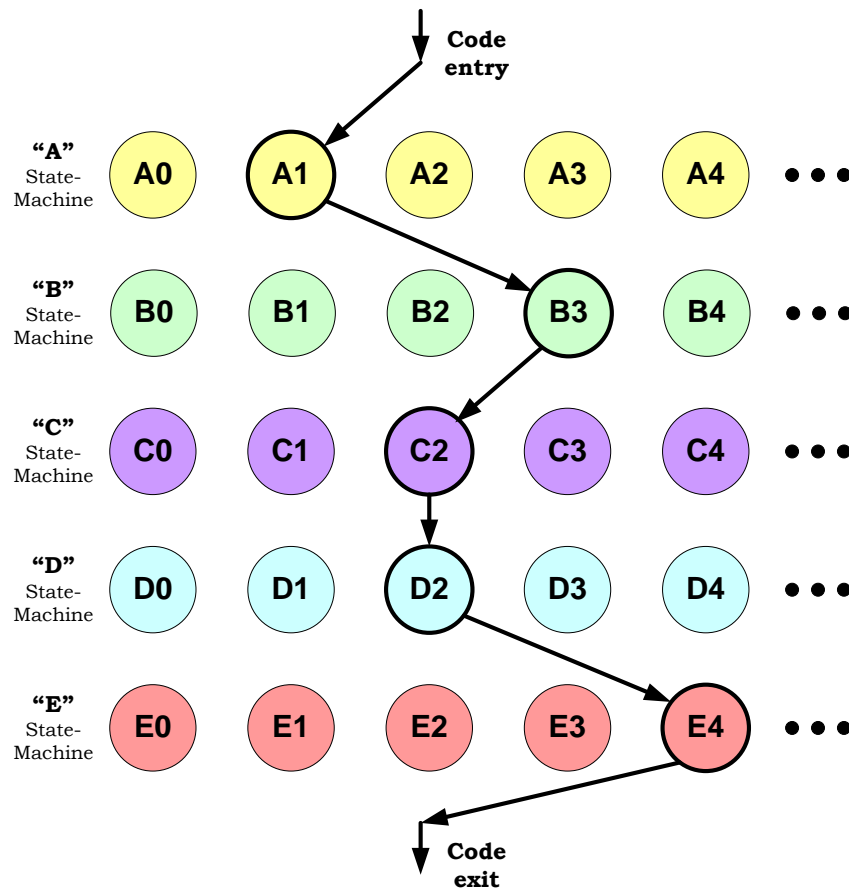 Code
entry
“A”
State-
Machine
A0 A1 A2 A3 A4
“B”
State-
Machine
B0 B1 B2 B3 B4
“C”
State-
Machine
C0 C1 C2 C3 C4
“D”
State-
Machine
D0 D1 D2 D3 D4
“E”
State-
Machine
E0 E1 E2 E3 E4
Code
exit